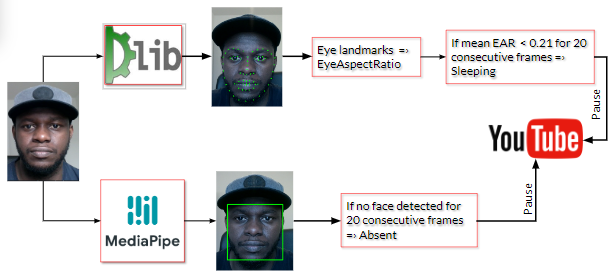 Dlib
Eye landmarks =›
EyeAspectRatio
If mean EAR < 0.21 for 20
consecutive frames =›
Sleeping
Pause
YouTube
MediaPipe
If no face detected for
20 consecutive frames
=› Absent
Pause